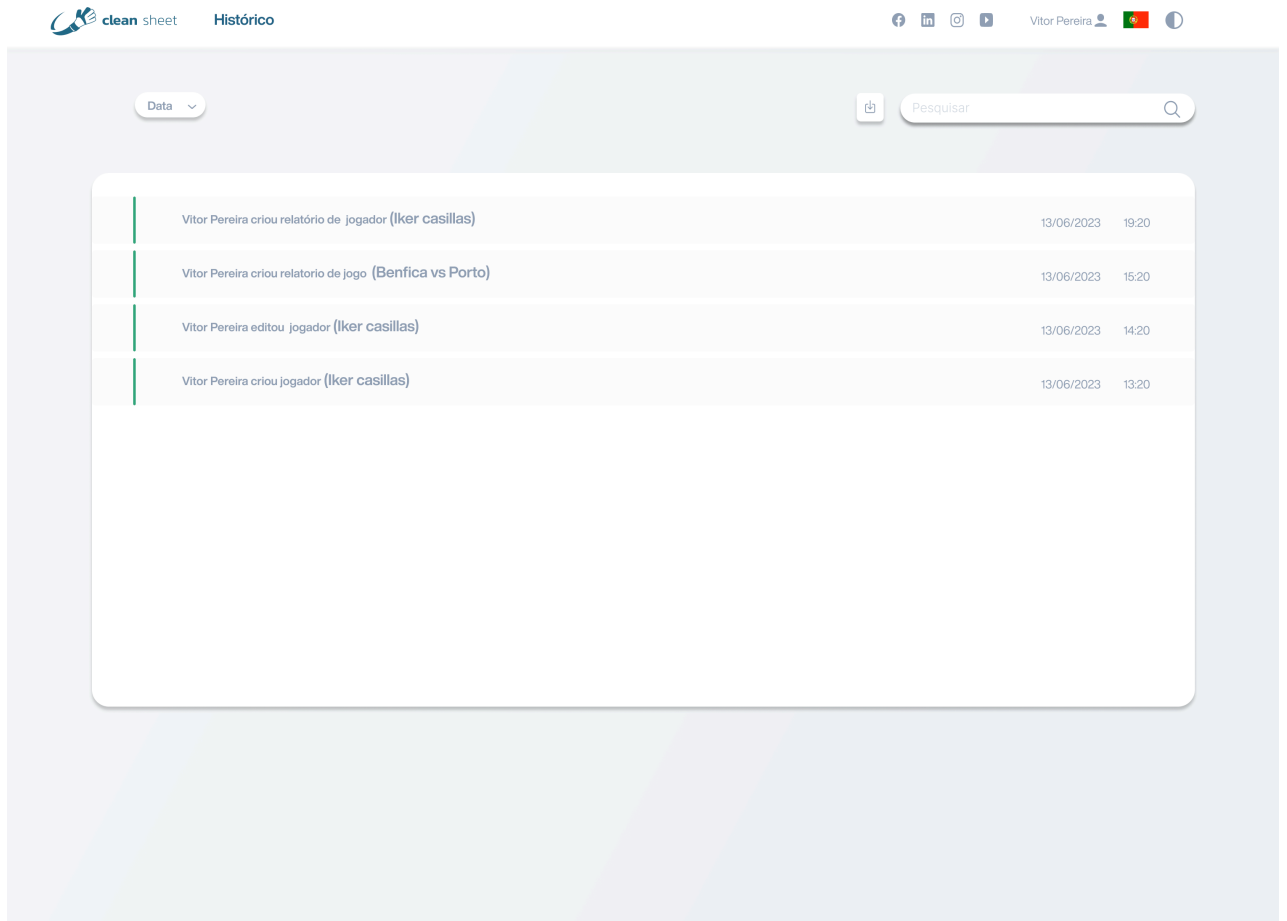 clean sheet Histórico Vitor Pereira
Data Pesquisar
Vitor Pereira criou relatório de jogador (Iker casillas) 13/06/2023 19:20
Vitor Pereira criou relatorio de jogo (Benfica vs Porto) 13/06/2023 15:20
Vitor Pereira editou jogador (Iker casillas) 13/06/2023 14:20
Vitor Pereira criou jogador (Iker casillas) 13/06/2023 13:20